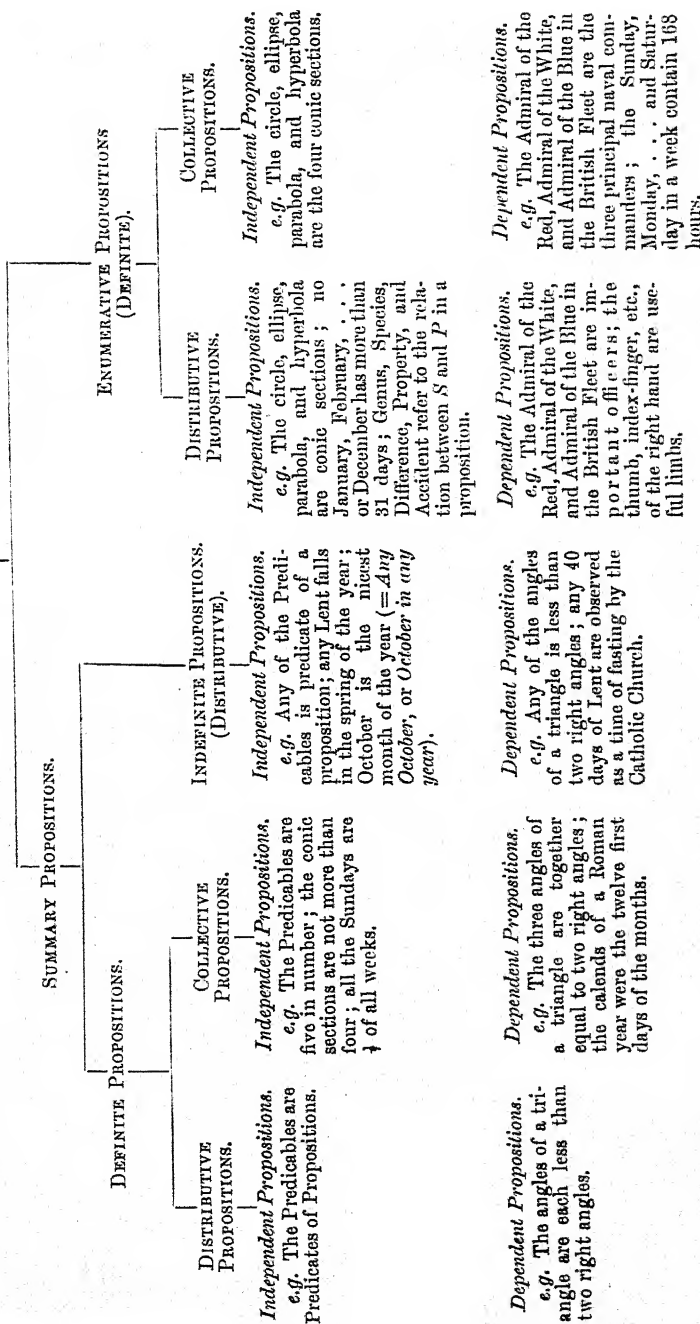 SUMMARY PROPOSITIONS.
ENUMERATIVE PROPOSITIONS
(DEFINITE).
DEFINITE PROPOSITIONS.
INDEFINITE PROPOSITIONS.
(DISTRIBUTIVE).
DISTRIBUTIVE
PROPOSITIONS.
COLLECTIVE
PROPOSITIONS.
DISTRIBUTIVE
PROPOSITIONS.
COLLECTIVE
PROPOSITIONS.
Independent Propositions.
e.g. The Predicables are
Predicates of Propositions.
Independent Propositions.
e.g. The Predicables are
five in number; the conic
sections are not more than
four; all the Sundays are
1/7 of all weeks.
Independent Propositions.
e.g. Any of the Predi-
cables is predicate of a
proposition; any Lent falls
in the spring of the year;
October is the nicest
month of the year (=Any
October, or October in any
year).
Independent Propositions.
e.g. The circle, ellipse,
parabola, and hyperbola
are conic sections; no
January, February, . . .
or December has more than
31 days; Genus, Species,
Difference, Property, and
Accident refer to the rela-
tion between S and P in a
proposition.
Independent Propositions.
e.g. The circle, ellipse,
parabola, and hyperbola
are the four conic sections.
Dependent Propositions.
e.g. The angles of a tri-
angle are each less than
two right angles.
Dependent Propositions.
e.g. The three angles of
a triangle are together
equal to two right angles;
the calends of a Roman
year were the twelve first
days of the months.
Dependent Propositions.
e.g. Any of the angles
of a triangle is less than
two right angles; any 40
days of Lent are observed
as a time of fasting by the
Catholic Church.
Dependent Propositions.
e.g. The Admiral of the
Red, Admiral of the White,
and Admiral of the Blue in
the British Fleet are im-
portant officers; the
thumb, index-finger, etc.,
of the right hand are use-
ful limbs.
Dependent Propositions.
e.g. The Admiral of the
Red, Admiral of the White,
and Admiral of the Blue in
the British Fleet are the
three principal naval com-
manders; the Sunday,
Monday, . . . and Satur-
day in a week contain 168
hours.